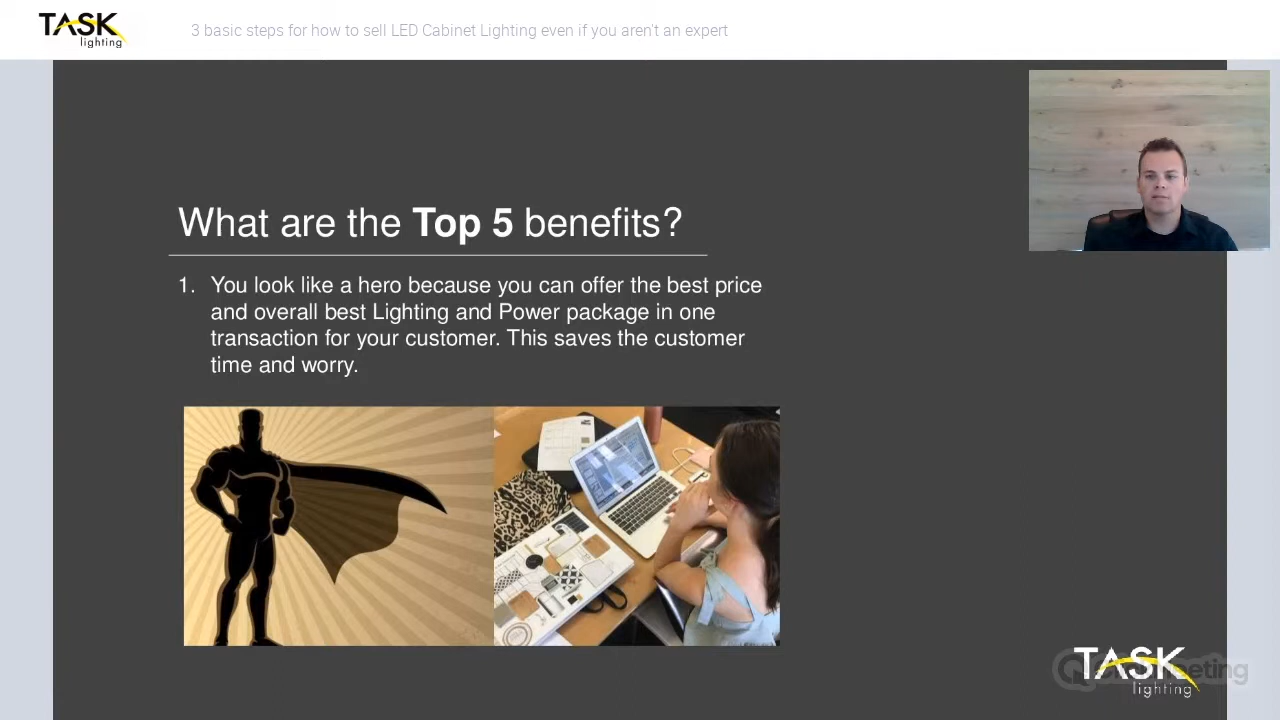 TASK
lighting
3 basic steps for how to sell LED Cabinet Lighting even if you aren't an expert
What are the Top 5 benefits?
1. You look like a hero because you can offer the best price
and overall best Lighting and Power package in one
transaction for your customer. This saves the customer
time and worry.
TASK
lighting